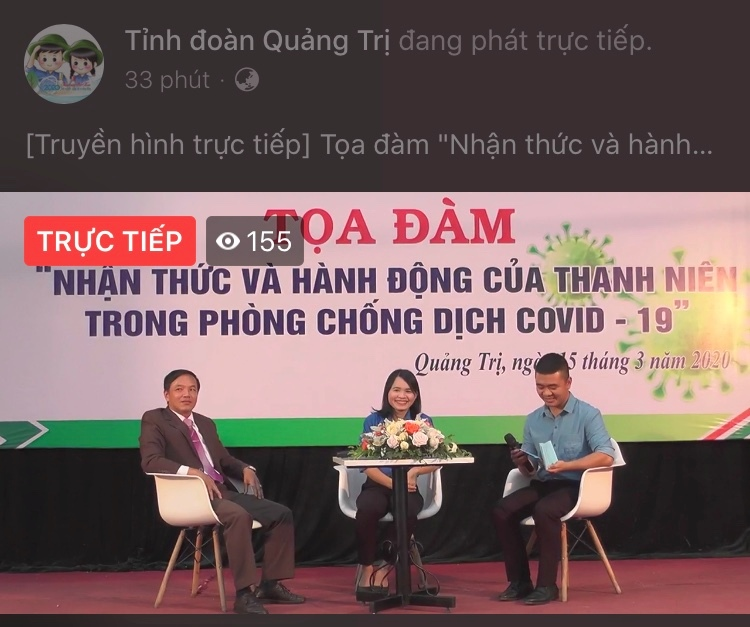 Tỉnh đoàn Quảng Trị đang phát trực tiếp.
33 phút ·
[Truyền hình trực tiếp] Tọa đàm "Nhận thức và hành...
TRỰC TIẾP 155
TỌA ĐÀM
"NHẬN THỨC VÀ HÀNH ĐỘNG CỦA THANH NIÊN
TRONG PHÒNG CHỐNG DỊCH COVID - 19"
Quảng Trị, ngày 15 tháng 3 năm 2020